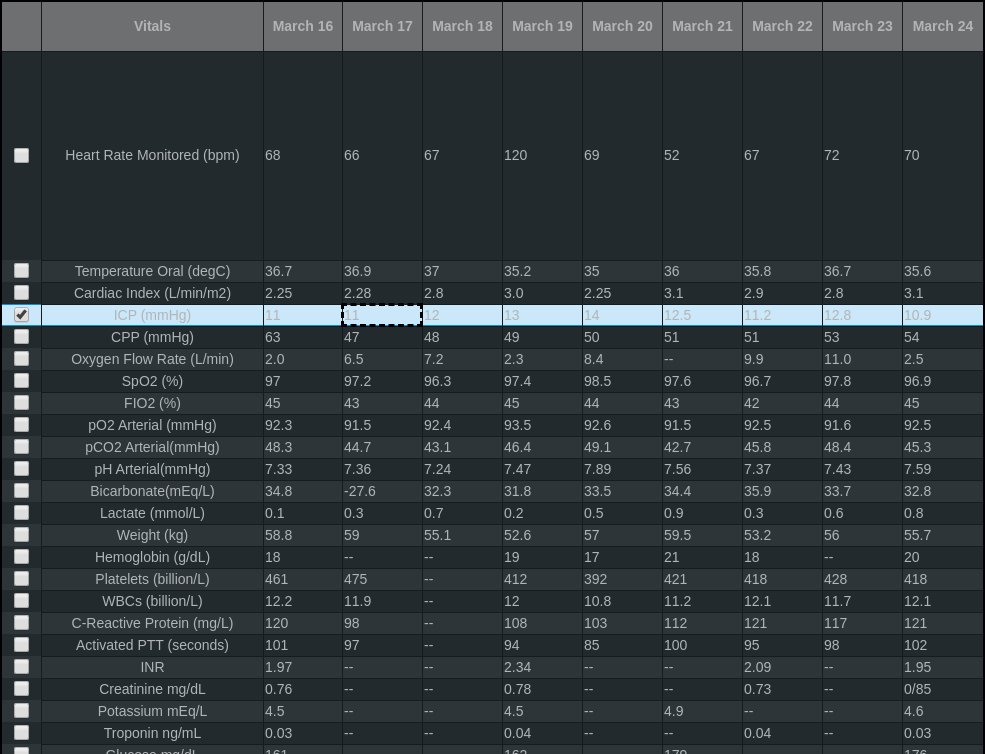 Vitals March 16 March 17 March 18 March 19 March 20 March 21 March 22 March 23 March 24
Heart Rate Monitored (bpm) 68 66 67 120 69 52 67 72 70
Temperature Oral (degC) 36.7 36.9 37 35.2 35 36 35.8 36.7 35.6
Cardiac Index (L/min/m2) 2.25 2.28 2.8 3.0 2.25 3.1 2.9 2.8 3.1
ICP (mmHg) 11 11 12 13 14 12.5 11.2 12.8 10.9
CPP (mmHg) 63 47 48 49 50 51 51 53 54
Oxygen Flow Rate (L/min) 2.0 6.5 7.2 2.3 8.4 -- 9.9 11.0 2.5
SpO2 (%) 97 97.2 96.3 97.4 98.5 97.6 96.7 97.8 96.9
FIO2 (%) 45 43 44 45 44 43 42 44 45
pO2 Arterial (mmHg) 92.3 91.5 92.4 93.5 92.6 91.5 92.5 91.6 92.5
pCO2 Arterial(mmHg) 48.3 44.7 43.1 46.4 49.1 42.7 45.8 48.4 45.3
pH Arterial(mmHg) 7.33 7.36 7.24 7.47 7.89 7.56 7.37 7.43 7.59
Bicarbonate(mEq/L) 34.8 -27.6 32.3 31.8 33.5 34.4 35.9 33.7 32.8
Lactate (mmol/L) 0.1 0.3 0.7 0.2 0.5 0.9 0.3 0.6 0.8
Weight (kg) 58.8 59 55.1 52.6 57 59.5 53.2 56 55.7
Hemoglobin (g/dL) 18 -- -- 19 17 21 18 -- 20
Platelets (billion/L) 461 475 -- 412 392 421 418 428 418
WBCs (billion/L) 12.2 11.9 -- 12 10.8 11.2 12.1 11.7 12.1
C-Reactive Protein (mg/L) 120 98 -- 108 103 112 121 117 121
Activated PTT (seconds) 101 97 -- 94 85 100 95 98 102
INR 1.97 -- -- 2.34 -- -- 2.09 -- 1.95
Creatinine mg/dL 0.76 -- -- 0.78 -- -- 0.73 -- 0/85
Potassium mEq/L 4.5 -- -- 4.5 -- 4.9 -- -- 4.6
Troponin ng/mL 0.03 -- -- 0.04 -- -- 0.04 -- 0.03